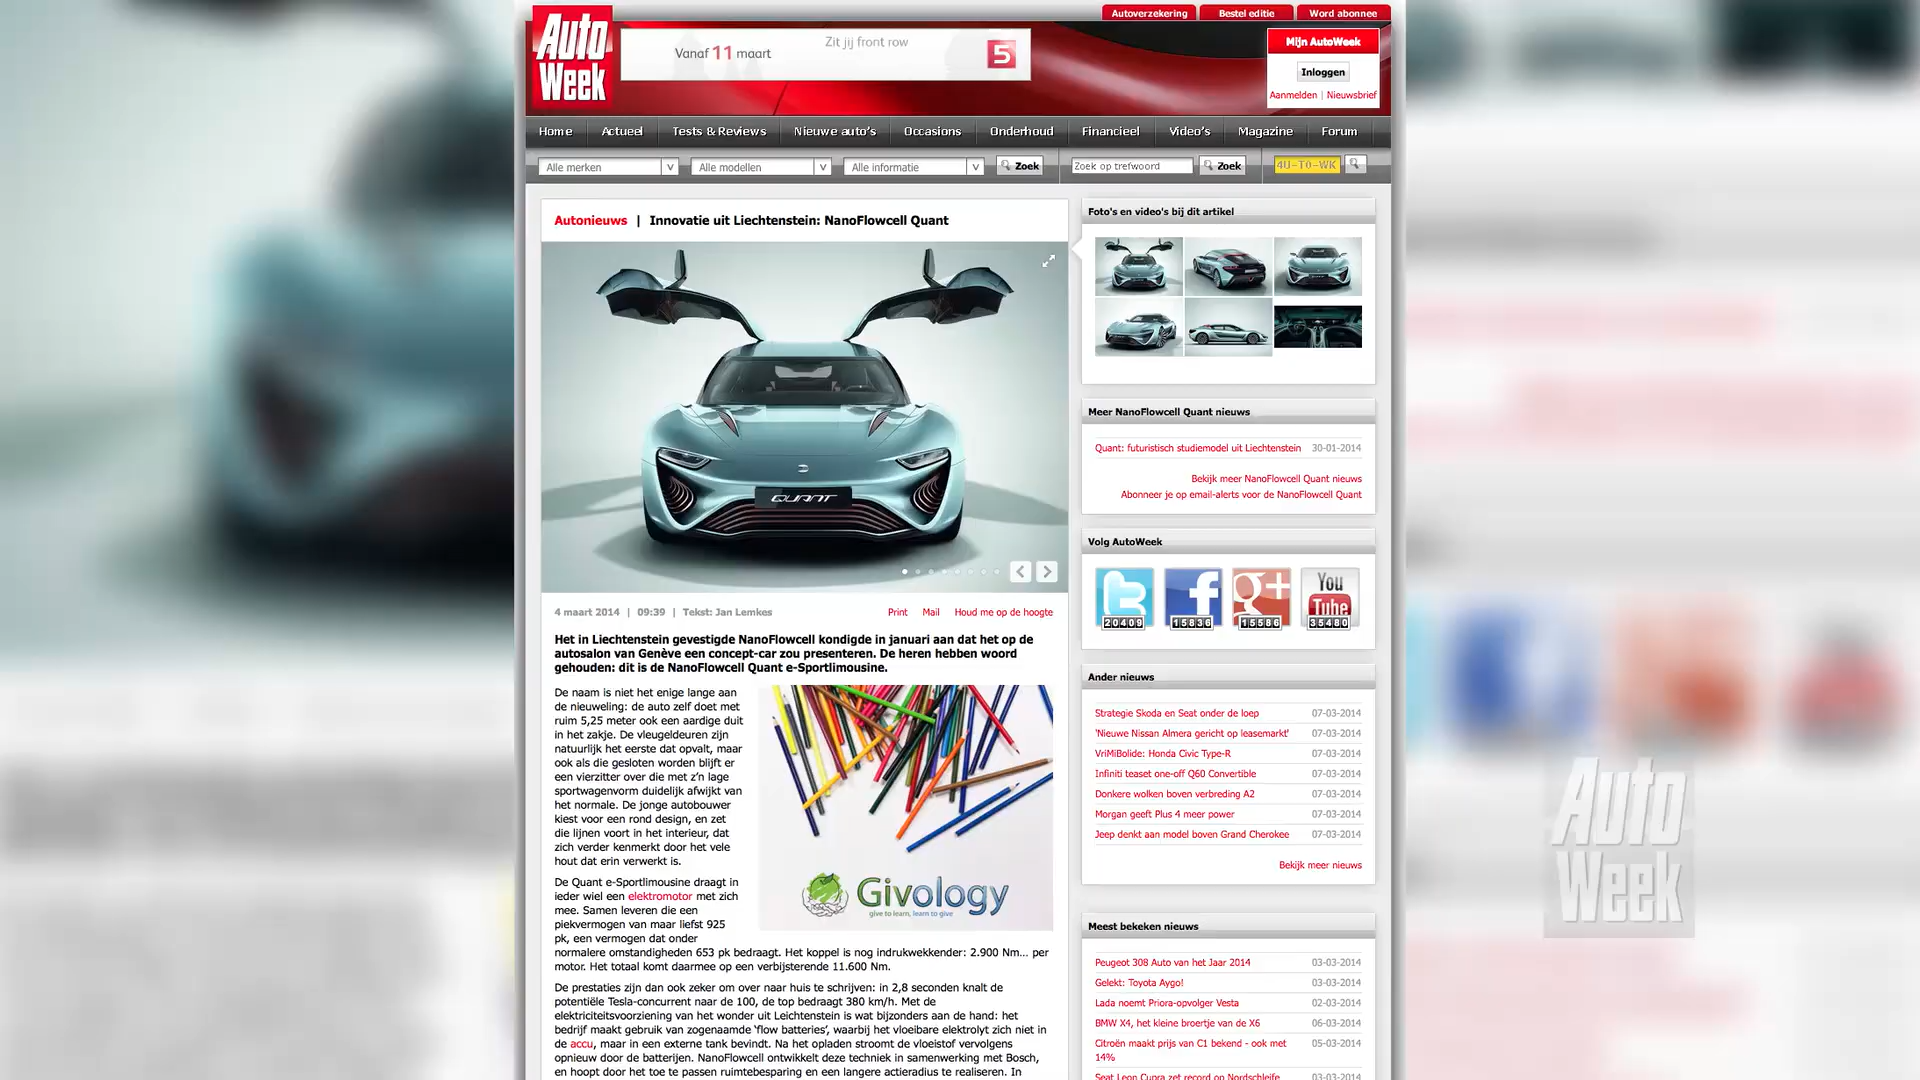 Autoverzekering
Bestel editie
Word abonnee
Auto
Week
Vanaf 11 maart
Zit jij front row
5
Mijn AutoWeek
Inloggen
Aanmelden | Nieuwsbrief
Home
Actueel
Tests & Reviews
Nieuwe auto's
Occasions
Onderhoud
Financieel
Video's
Magazine
Forum
Alle merken
Alle modellen
Alle informatie
Zoek
Zoek op trefwoord
Zoek
4U-T0-WK
Autonieuws | Innovatie uit Liechtenstein: NanoFlowcell Quant
QUANT
4 maart 2014 | 09:39 | Tekst: Jan Lemkes
Print
Mail
Houd me op de hoogte
Het in Liechtenstein gevestigde NanoFlowcell kondigde in januari aan dat het op de
autosalon van Genève een concept-car zou presenteren. De heren hebben woord
gehouden: dit is de NanoFlowcell Quant e-Sportlimousine.
De naam is niet het enige lange aan
de nieuweling: de auto zelf doet met
ruim 5,25 meter ook een aardige duit
in het zakje. De vleugeldeuren zijn
natuurlijk het eerste dat opvalt, maar
ook als die gesloten worden blijft er
een vierzitter over die met z'n lage
sportwagenvorm duidelijk afwijkt van
het normale. De jonge autobouwer
kiest voor een rond design, en zet
die lijnen voort in het interieur, dat
zich verder kenmerkt door het vele
hout dat erin verwerkt is.
Givology
give to learn, learn to give
De Quant e-Sportlimousine draagt in
ieder wiel een elektromotor met zich
mee. Samen leveren die een
piekvermogen van maar liefst 925
pk, een vermogen dat onder
normalere omstandigheden 653 pk bedraagt. Het koppel is nog indrukwekkender: 2.900 Nm... per
motor. Het totaal komt daarmee op een verbijsterende 11.600 Nm.
De prestaties zijn dan ook zeker om over naar huis te schrijven: in 2,8 seconden knalt de
potentiële Tesla-concurrent naar de 100, de top bedraagt 380 km/h. Met de
elektriciteitsvoorziening van het wonder uit Liechtenstein is wat bijzonders aan de hand: het
bedrijf maakt gebruik van zogenaamde 'flow batteries', waarbij het vloeibare elektrolyt zich niet in
de accu, maar in een externe tank bevindt. Na het opladen stroomt de vloeistof vervolgens
opnieuw door de batterijen. NanoFlowcell ontwikkelt deze techniek in samenwerking met Bosch,
en hoopt door het toe te passen ruimtebesparing en een langere actieradius te realiseren. In
Foto's en video's bij dit artikel
Meer NanoFlowcell Quant nieuws
Quant: futuristisch studiemodel uit Liechtenstein 30-01-2014
Bekijk meer NanoFlowcell Quant nieuws
Abonneer je op email-alerts voor de NanoFlowcell Quant
Volg AutoWeek
You
Tube
20409
15836
15586
35480
Ander nieuws
Strategie Skoda en Seat onder de loep 07-03-2014
'Nieuwe Nissan Almera gericht op leasemarkt' 07-03-2014
VriMiBolide: Honda Civic Type-R 07-03-2014
Infiniti teaset one-off Q60 Convertible 07-03-2014
Donkere wolken boven verbreding A2 07-03-2014
Morgan geeft Plus 4 meer power 07-03-2014
Jeep denkt aan model boven Grand Cherokee 07-03-2014
Bekijk meer nieuws
Meest bekeken nieuws
Peugeot 308 Auto van het Jaar 2014 03-03-2014
Gelekt: Toyota Aygo! 03-03-2014
Lada noemt Priora-opvolger Vesta 02-03-2014
BMW X4, het kleine broertje van de X6 06-03-2014
Citroën maakt prijs van C1 bekend - ook met 05-03-2014
14%
Seat Leon Cupra zet record op Nordschleife 03-03-2014
Auto
Week